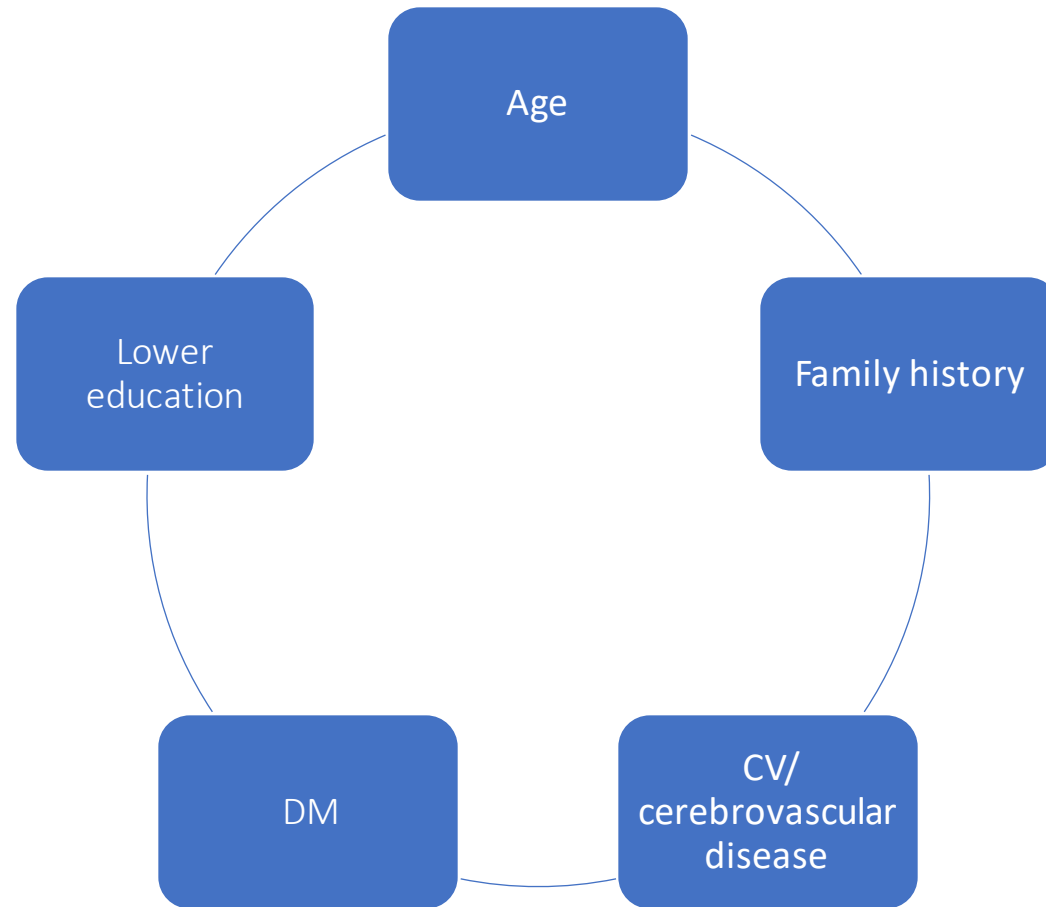 Age
Family history
CV/
cerebrovascular
disease
DM
Lower
education